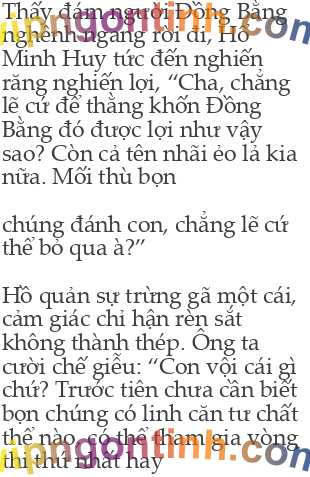 Thấy đám người Đồng Bằng
nghênh ngang rời đi, Hồ
Minh Huy tức đến nghiến
răng nghiến lợi, “Cha, chẳng
lẽ cứ để thằng khốn Đồng
Bằng đó được lợi như vậy
sao? Còn cả tên nhãi ẻo lả kia
nữa. Mối thù bọn
chúng đánh con, chẳng lẽ cứ
thế bỏ qua à?”
Hồ quản sự trừng gã một cái,
cảm giác chỉ hận rèn sắt
không thành thép. Ông ta
cười chế giễu: “Con vội cái gì
chứ? Trước tiên chưa cần biết
bọn chúng có linh căn tư chất
thế nào, có thể tham gia vòng
thi thứ nhất hay
vipngontinh.com
vipngontinh.com